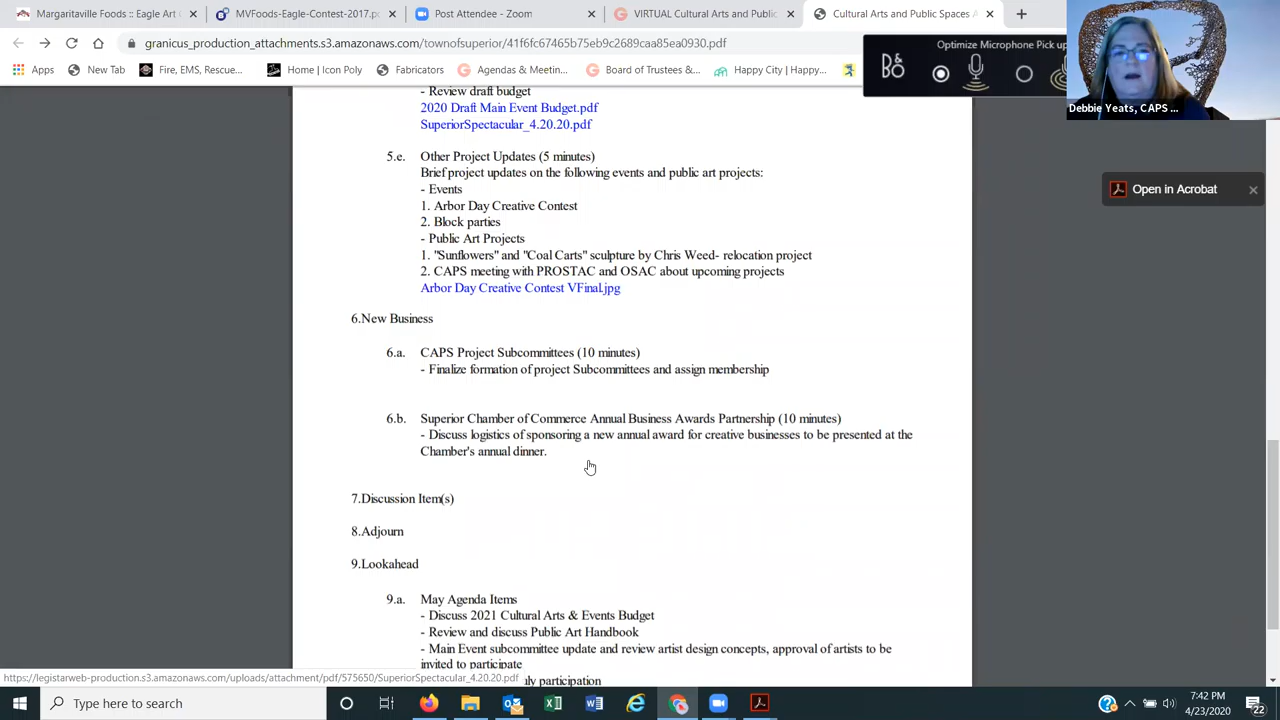 Margaritaville Foods :: Eagle Art C
MVFoods-Eagle-Contest-2017.pdf
Post Attendee - Zoom
VIRTUAL Cultural Arts and Public
Cultural Arts and Public Spaces A
granicus_production_attachments.s3.amazonaws.com/townofsuperior/41f6fc67465b75eb9c2689caa85ea0930.pdf
Apps
New Tab
Fire, EMS, Rescue...
Home | Icon Poly
Fabricators
Agendas & Meetin...
Board of Trustees &...
Happy City | Happy...
Optimize Microphone Pick up
B&O
Debbie Yeats, CAPS ...
Open in Acrobat
- Review draft budget
2020 Draft Main Event Budget.pdf
SuperiorSpectacular_4.20.20.pdf
5.e. Other Project Updates (5 minutes)
Brief project updates on the following events and public art projects:
- Events
1. Arbor Day Creative Contest
2. Block parties
- Public Art Projects
1. "Sunflowers" and "Coal Carts" sculpture by Chris Weed- relocation project
2. CAPS meeting with PROSTAC and OSAC about upcoming projects
Arbor Day Creative Contest VFinal.jpg
6.New Business
6.a. CAPS Project Subcommittees (10 minutes)
- Finalize formation of project Subcommittees and assign membership
6.b. Superior Chamber of Commerce Annual Business Awards Partnership (10 minutes)
- Discuss logistics of sponsoring a new annual award for creative businesses to be presented at the
Chamber's annual dinner.
7.Discussion Item(s)
8.Adjourn
9.Lookahead
9.a. May Agenda Items
- Discuss 2021 Cultural Arts & Events Budget
- Review and discuss Public Art Handbook
- Main Event subcommittee update and review artist design concepts, approval of artists to be
invited to participate
participation
https://legistarweb-production.s3.amazonaws.com/uploads/attachment/pdf/575650/SuperiorSpectacular_4.20.20.pdf
Type here to search
7:42 PM
4/23/2020
22